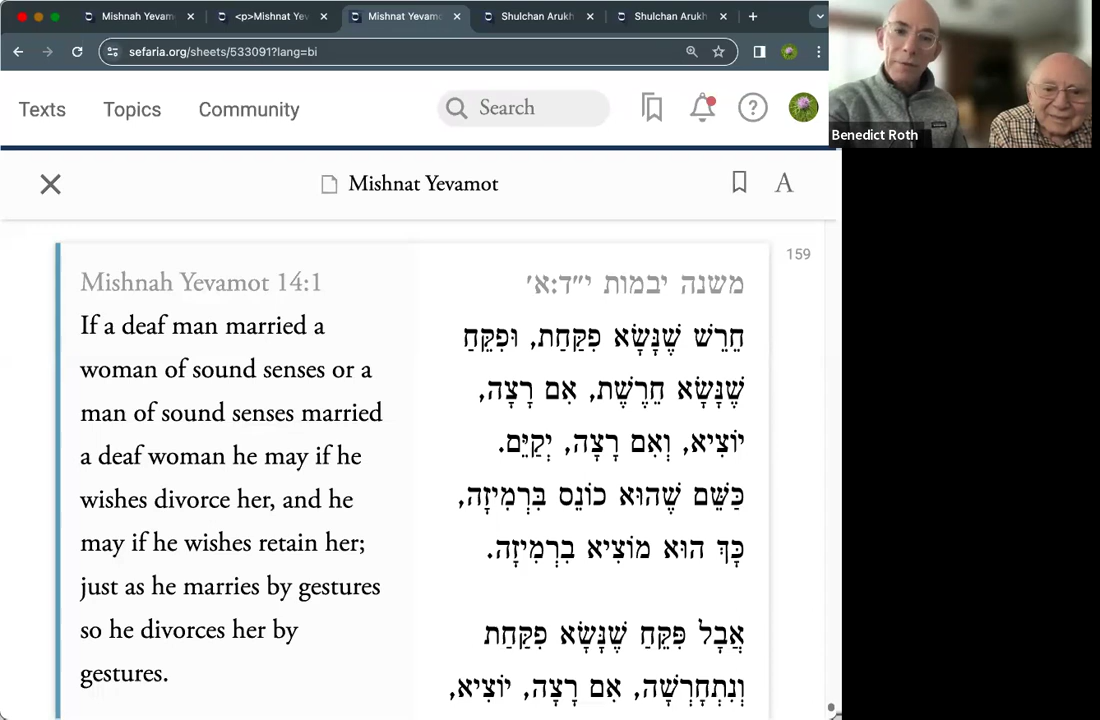 Mishnah Yevam
<p>Mishnat Yev
Mishnat Yevamo
Shulchan Arukh
Shulchan Arukh
sefaria.org/sheets/533091?lang=bi
Texts
Topics
Community
Search
Benedict Roth
Mishnat Yevamot
A
159
Mishnah Yevamot 14:1
If a deaf man married a
woman of sound senses or a
man of sound senses married
a deaf woman he may if he
wishes divorce her, and he
may if he wishes retain her;
just as he marries by gestures
so he divorces her by
gestures.
משנה יבמות י״ד:א׳
חֵרֵשׁ שֶׁנָּשָׂא פִקַּחַת, וּפִקֵּחַ
שֶׁנָּשָׂא חֵרֶשֶׁת, אִם רָצָה,
יוֹצִיא, וְאִם רָצָה, יְקַיֵּם.
כַּשֵּׁם שֶׁהוּא כוֹנֵס בִּרְמִיזָה,
כָּךְ הוּא מוֹצִיא בִרְמִיזָה.
אֲבָל פִּקֵּחַ שֶׁנָּשָׂא פִקַּחַת
וְנִתְחָרְשָׁה, אִם רָצָה, יוֹצִיא,